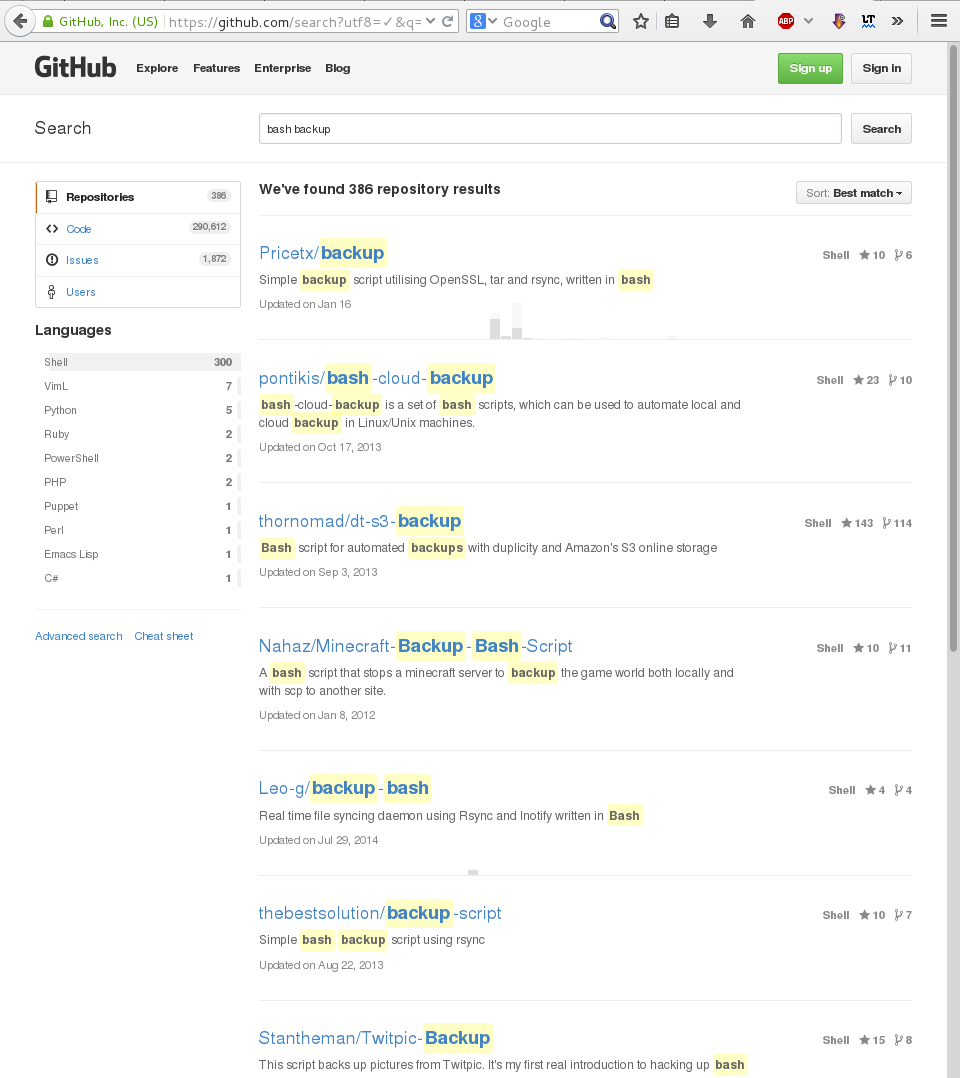 GitHub, Inc. (US) https://github.com/search?utf8=✓&q= Google ABP LT »
GitHub Explore Features Enterprise Blog Sign up Sign in
Search bash backup Search
Repositories 386
Code 290,612
Issues 1,872
Users
Languages
Shell 300
VimL 7
Python 5
Ruby 2
PowerShell 2
PHP 2
Puppet 1
Perl 1
Emacs Lisp 1
C# 1
Advanced search Cheat sheet
We've found 386 repository results Sort: Best match
Pricetx/backup Shell 10 6
Simple backup script utilising OpenSSL, tar and rsync, written in bash
Updated on Jan 16
pontikis/bash-cloud-backup Shell 23 10
bash-cloud-backup is a set of bash scripts, which can be used to automate local and
cloud backup in Linux/Unix machines.
Updated on Oct 17, 2013
thornomad/dt-s3-backup Shell 143 114
Bash script for automated backups with duplicity and Amazon's S3 online storage
Updated on Sep 3, 2013
Nahaz/Minecraft-Backup-Bash-Script Shell 10 11
A bash script that stops a minecraft server to backup the game world both locally and
with scp to another site.
Updated on Jan 8, 2012
Leo-g/backup-bash Shell 4 4
Real time file syncing daemon using Rsync and Inotify written in Bash
Updated on Jul 29, 2014
thebestsolution/backup-script Shell 10 7
Simple bash backup script using rsync
Updated on Aug 22, 2013
Stantheman/Twitpic-Backup Shell 15 8
This script backs up pictures from Twitpic. It's my first real introduction to hacking up bash